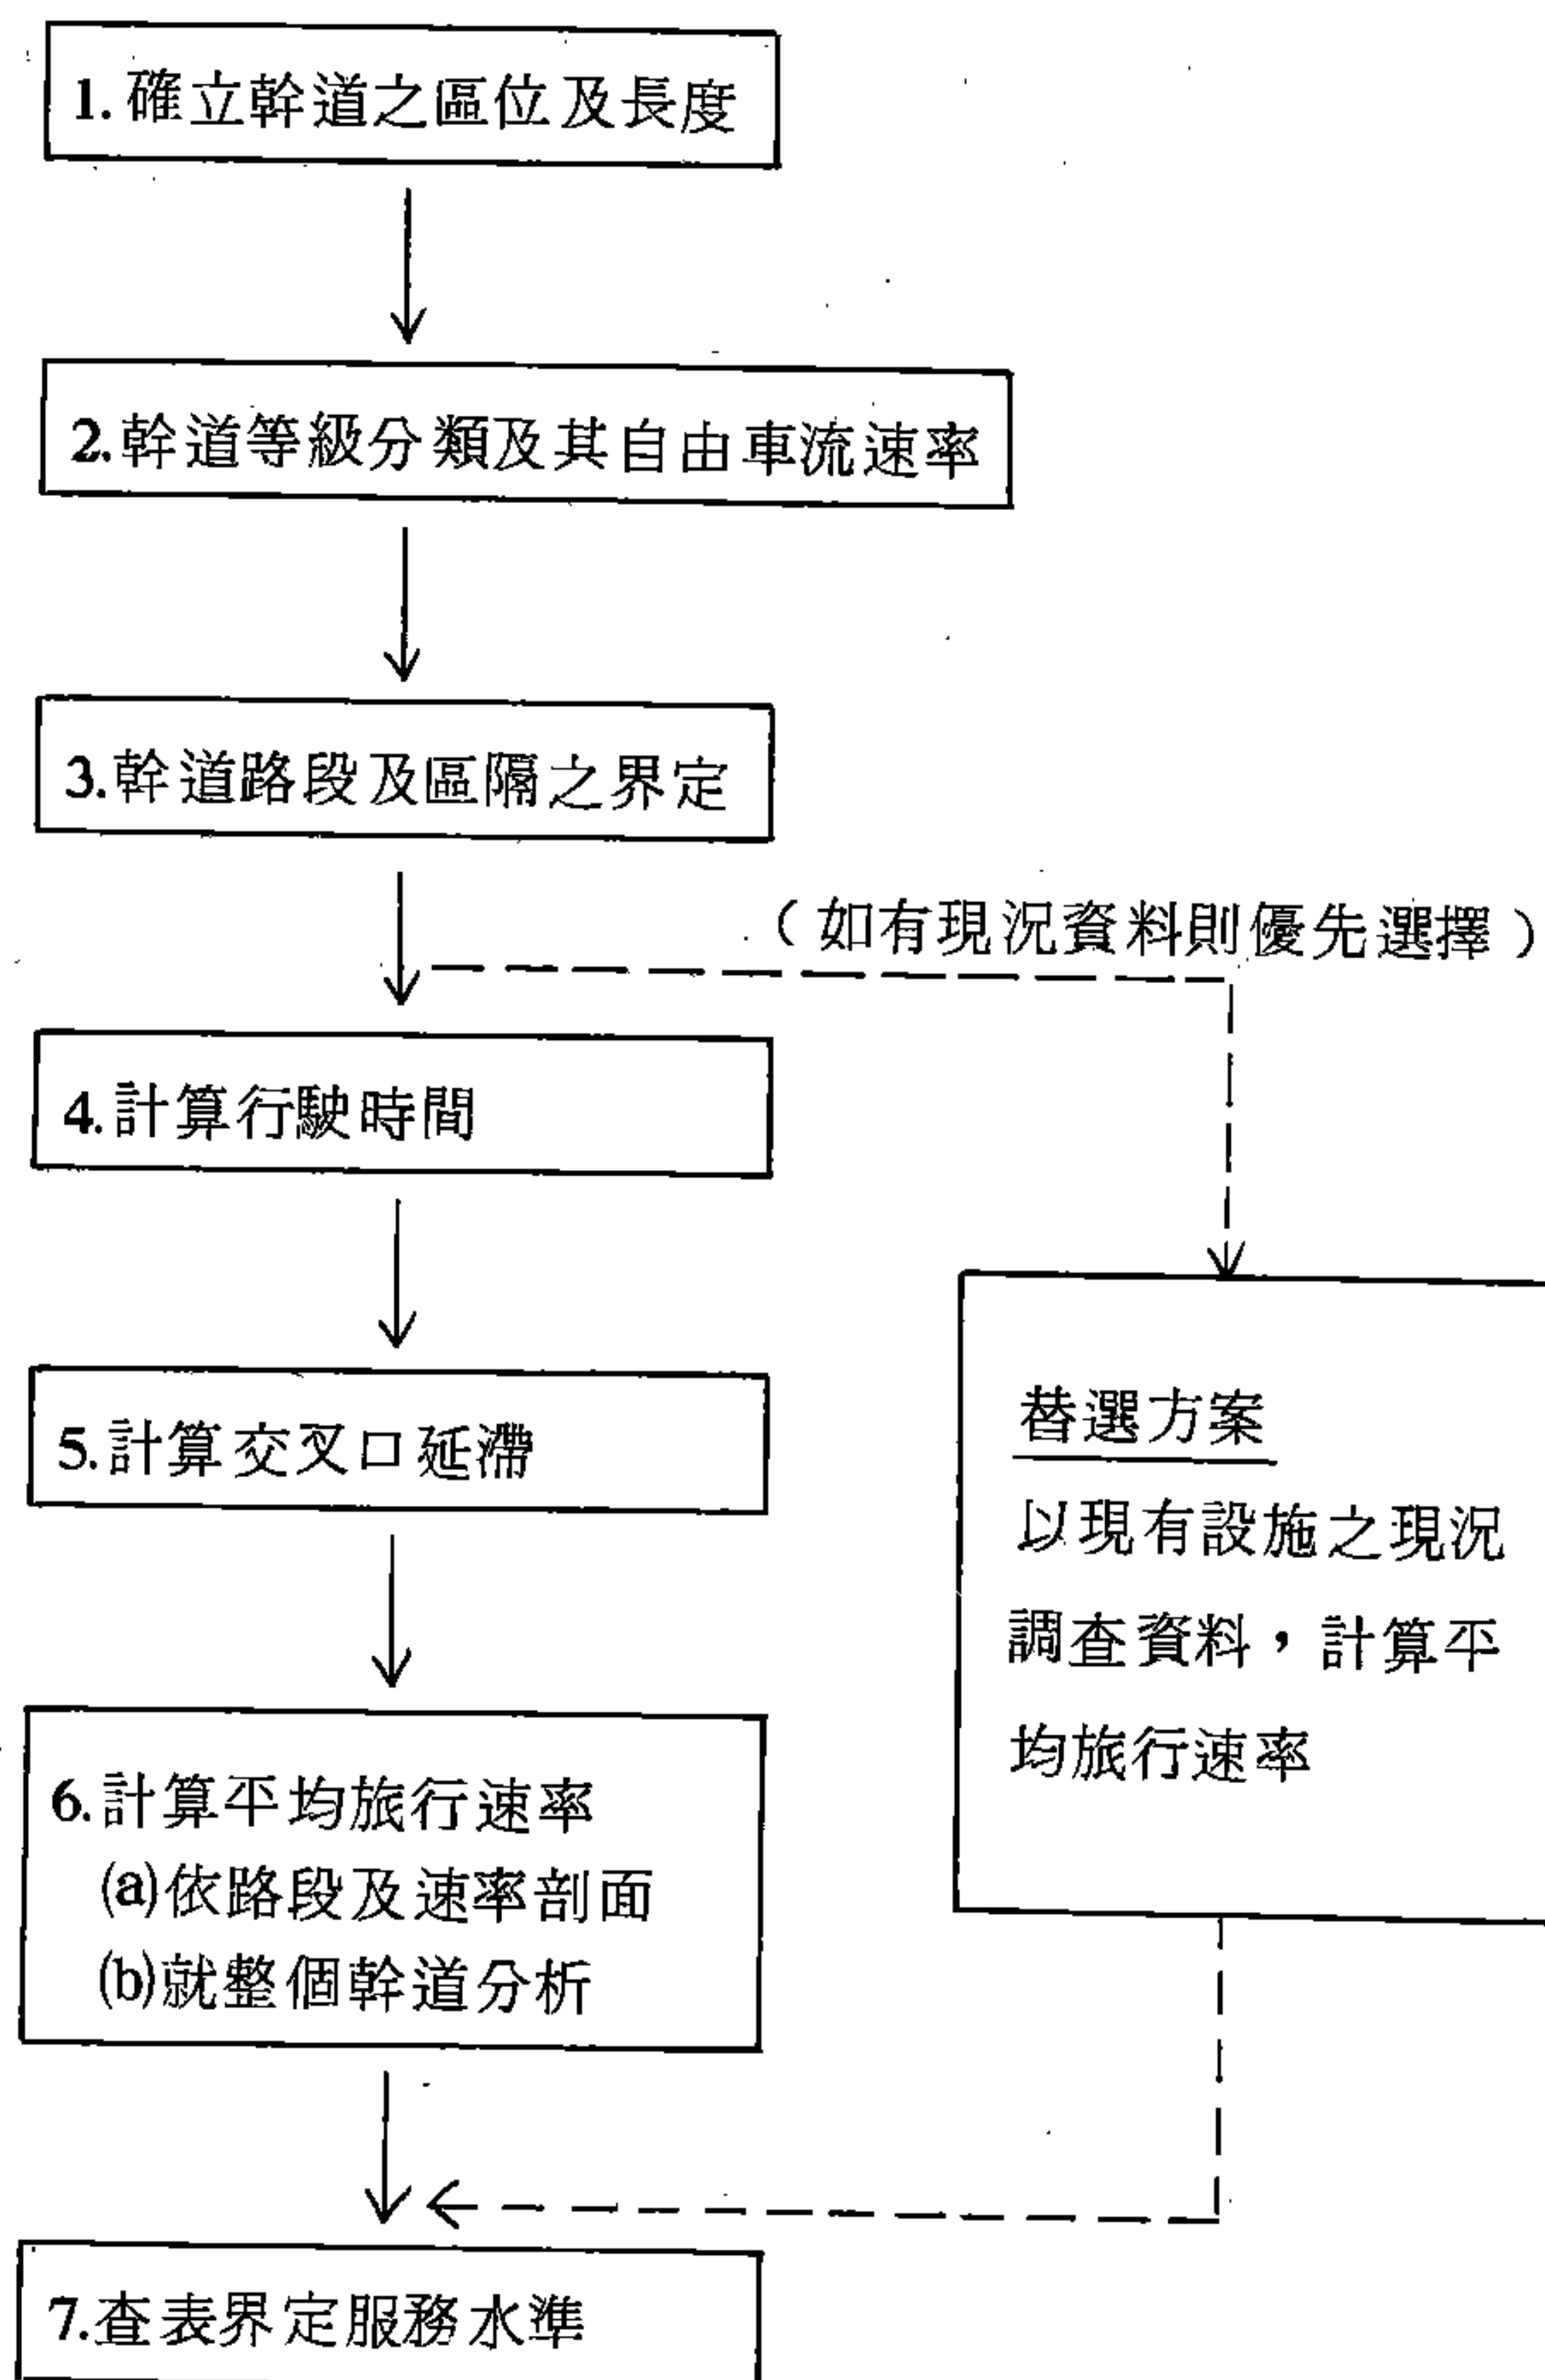 1.確立幹道之區位及長度
2.幹道等級分類及其自由車流速率
3.幹道路段及區隔之界定
（如有現況資料則優先選擇）
4.計算行駛時間
5.計算交叉口延滯
替選方案
以現有設施之現況
調查資料，計算平
均旅行速率
6.計算平均旅行速率
(a)依路段及速率剖面
(b)就整個幹道分析
7.查表界定服務水準